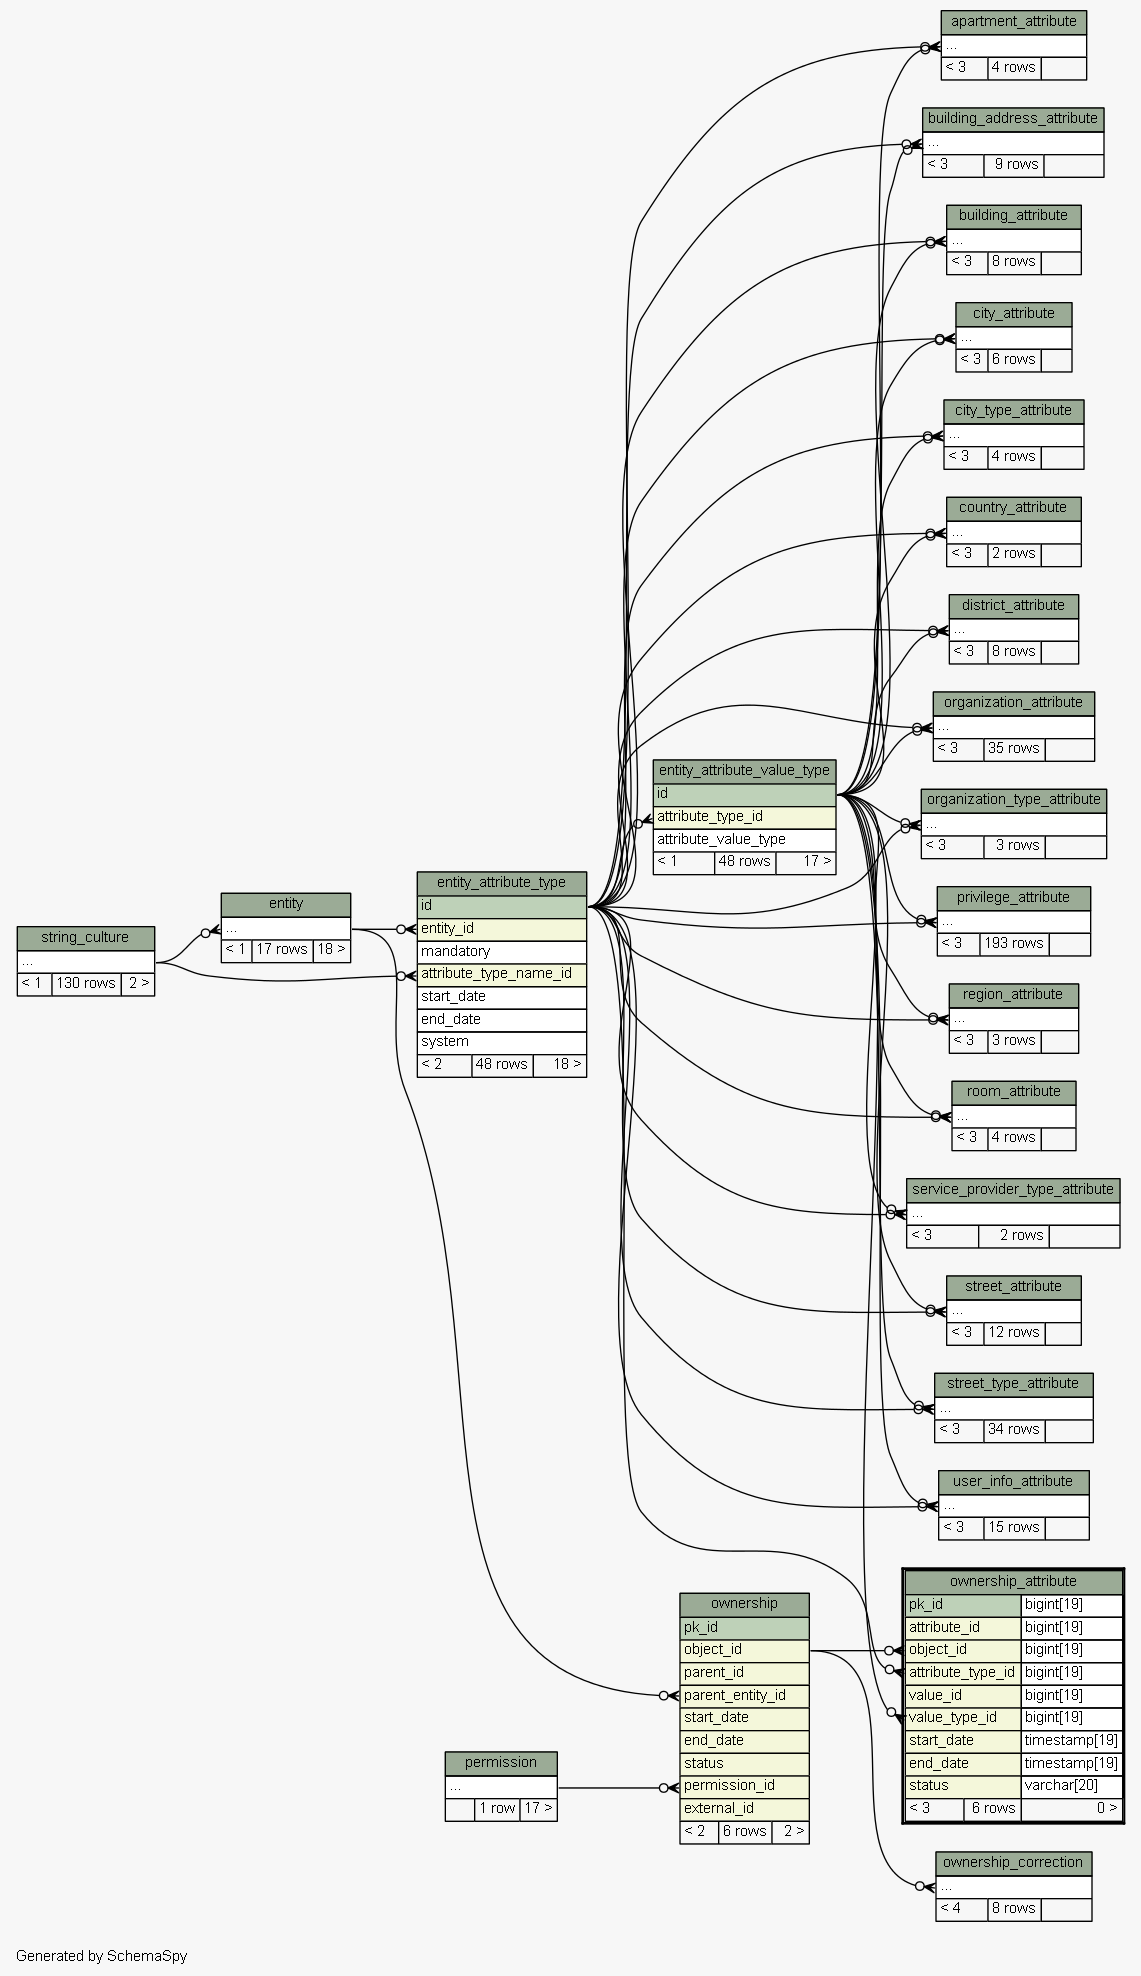 apartment_attribute
...
< 3 4 rows
building_address_attribute
...
< 3 9 rows
building_attribute
...
< 3 8 rows
city_attribute
...
< 3 6 rows
city_type_attribute
...
< 3 4 rows
country_attribute
...
< 3 2 rows
district_attribute
...
< 3 8 rows
organization_attribute
...
< 3 35 rows
entity_attribute_value_type
id
attribute_type_id
attribute_value_type
< 1 48 rows 17 >
organization_type_attribute
...
< 3 3 rows
entity_attribute_type
id
entity_id
mandatory
attribute_type_name_id
start_date
end_date
system
< 2 48 rows 18 >
entity
...
< 1 17 rows 18 >
string_culture
...
< 1 130 rows 2 >
privilege_attribute
...
< 3 193 rows
region_attribute
...
< 3 3 rows
room_attribute
...
< 3 4 rows
service_provider_type_attribute
...
< 3 2 rows
street_attribute
...
< 3 12 rows
street_type_attribute
...
< 3 34 rows
user_info_attribute
...
< 3 15 rows
ownership_attribute
pk_id bigint[19]
attribute_id bigint[19]
object_id bigint[19]
attribute_type_id bigint[19]
value_id bigint[19]
value_type_id bigint[19]
start_date timestamp[19]
end_date timestamp[19]
status varchar[20]
< 3 6 rows 0 >
ownership
pk_id
object_id
parent_id
parent_entity_id
start_date
end_date
status
permission_id
external_id
< 2 6 rows 2 >
permission
...
1 row 17 >
ownership_correction
...
< 4 8 rows
Generated by SchemaSpy